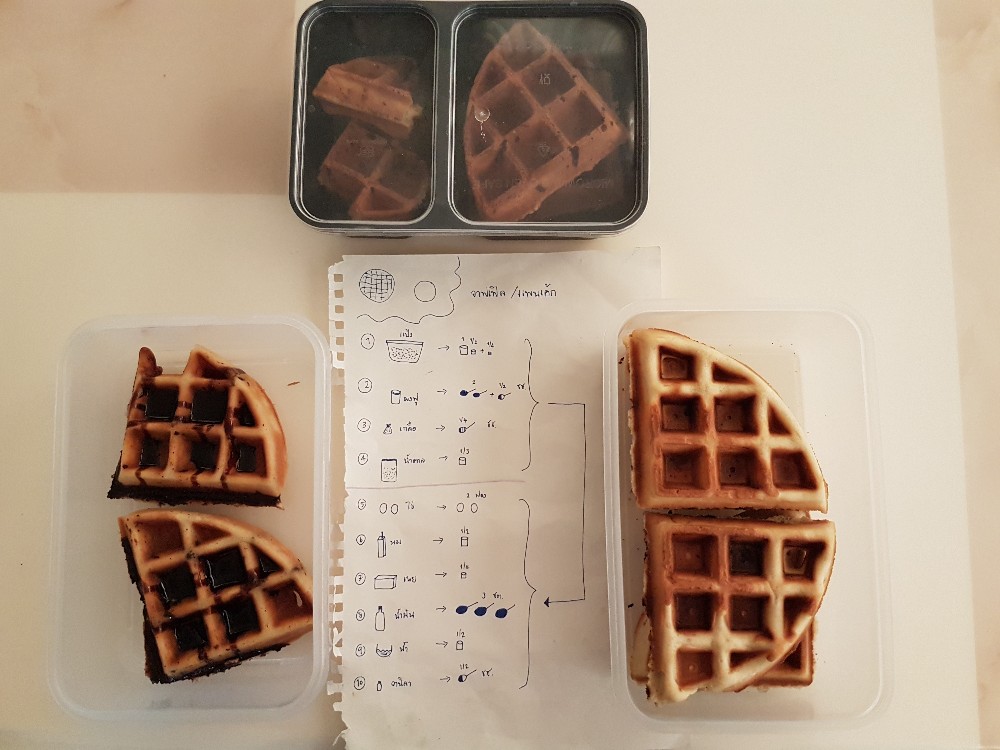 วาฟเฟิล / แพนเค้ก
① แป้ง → 1 1/2 + 1/2
② ผงฟู → 2 + 1/2 ชช.
③ เกลือ → 1/4 ชช.
④ น้ำตาล → 1/3
⑤ ไข่ → 2 ฟอง
⑥ นม → 1/2
⑦ เนย →
⑧ น้ำมัน → 3 ชต.
⑨ น้ำ → 1/2
⑩ วานิลา → 1/2 ชช.